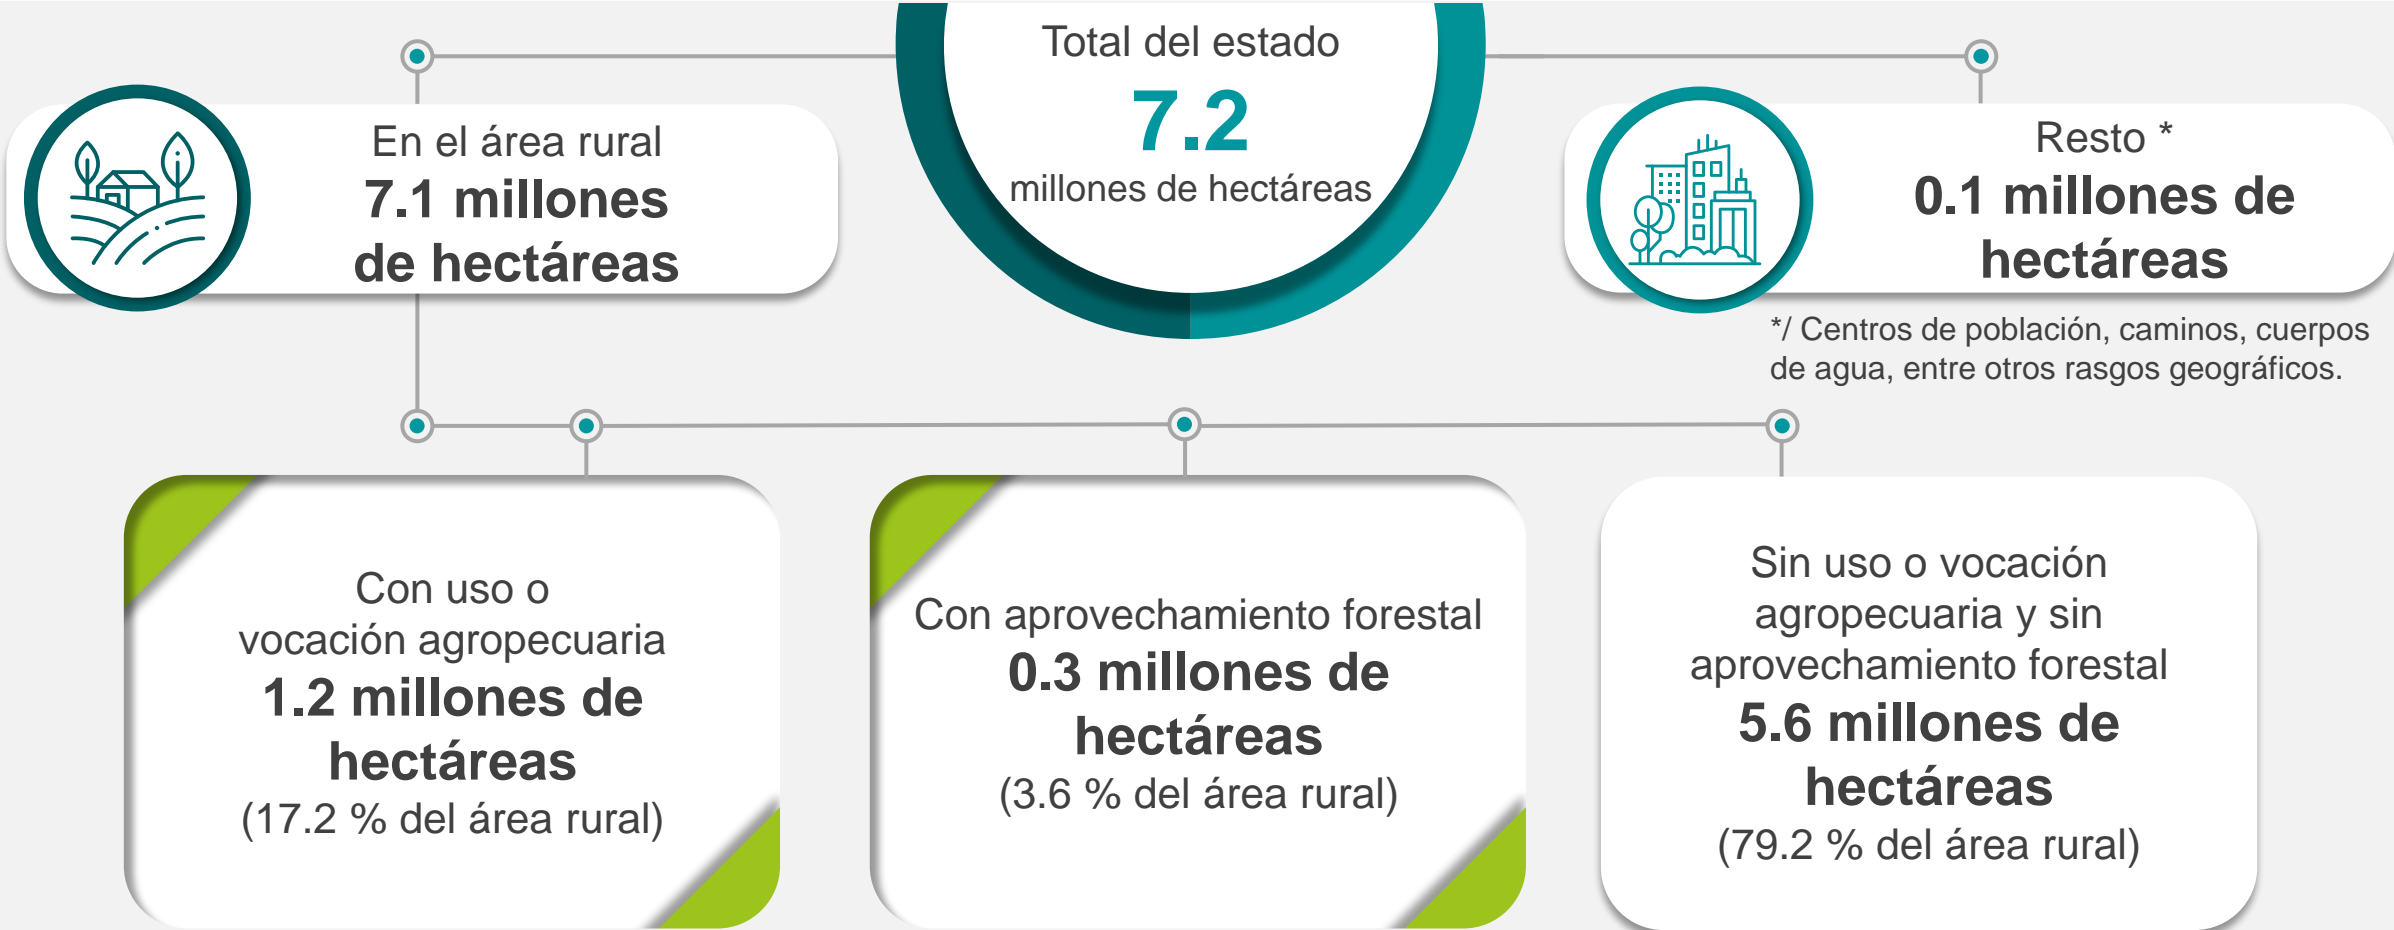 Total del estado
7.2
millones de hectáreas
En el área rural
7.1 millones
de hectáreas
Resto *
0.1 millones de
hectáreas
*/ Centros de población, caminos, cuerpos
de agua, entre otros rasgos geográficos.
Con uso o
vocación agropecuaria
1.2 millones de
hectáreas
(17.2 % del área rural)
Con aprovechamiento forestal
0.3 millones de
hectáreas
(3.6 % del área rural)
Sin uso o vocación
agropecuaria y sin
aprovechamiento forestal
5.6 millones de
hectáreas
(79.2 % del área rural)